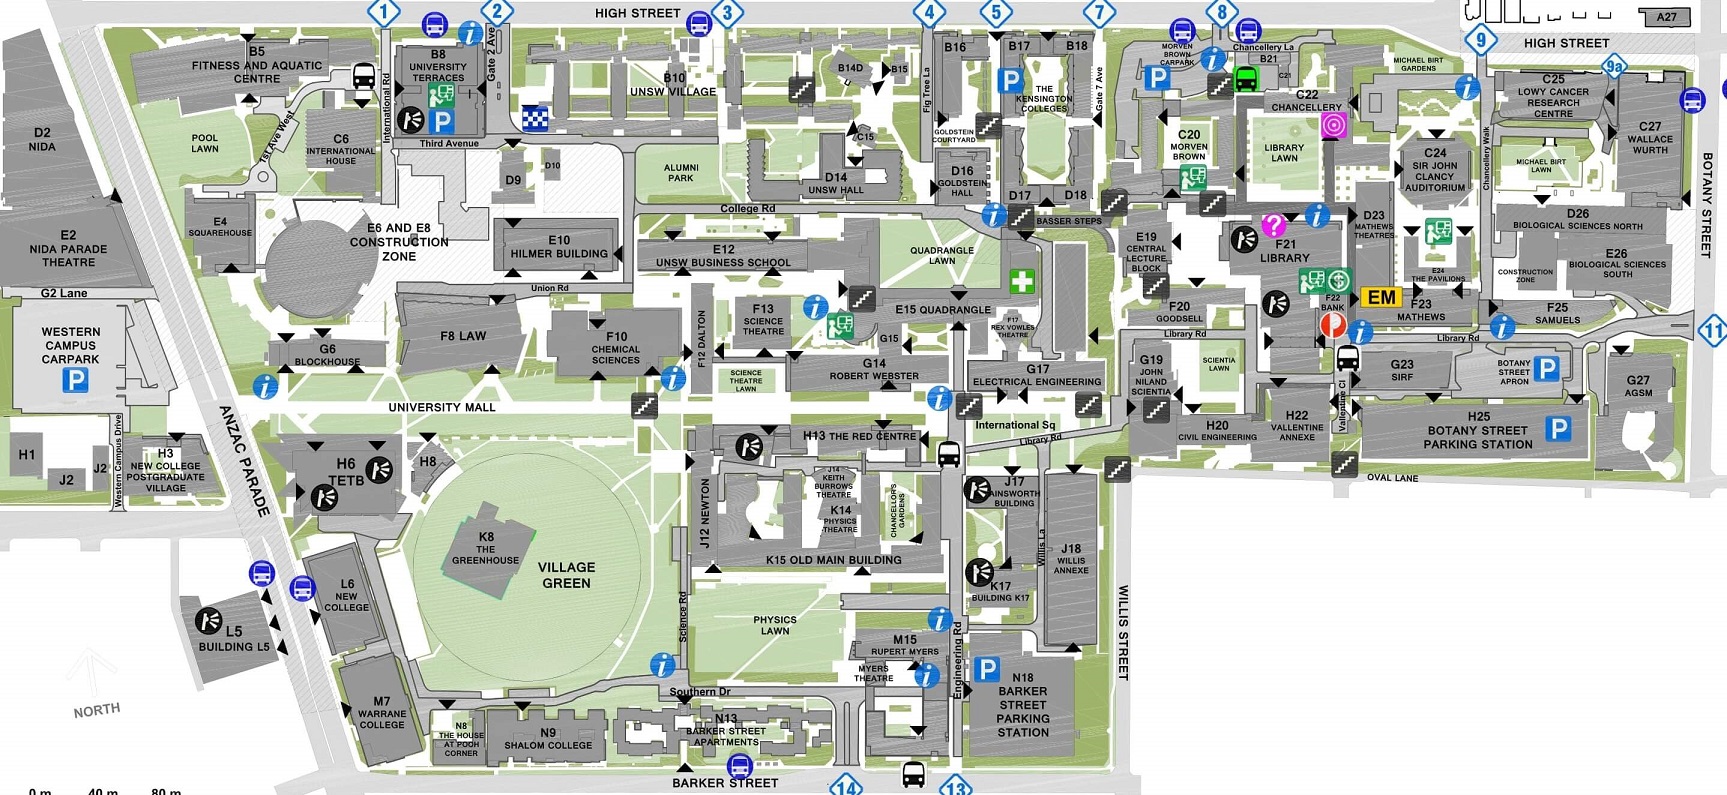 1
2
HIGH STREET
3
4
5
7
8
9
9a
HIGH STREET
A27
B5
FITNESS AND AQUATIC
CENTRE
B8
UNIVERSITY
TERRACES
P
Gate 2 Ave
International Rd
B10
UNSW VILLAGE
B14D
B15
B16
Fig Tree La
P
B17
B18
THE
KENSINGTON
COLLEGES
Gate 7 Ave
MORVEN
BROWN
CARPARK
P
Chancellery La
B21
C21
C22
CHANCELLERY
MICHAEL BIRT
GARDENS
C25
LOWY CANCER
RESEARCH
CENTRE
C27
WALLACE
WURTH
D2
NIDA
POOL
LAWN
1st Ave West
C6
INTERNATIONAL
HOUSE
Third Avenue
D9
D10
ALUMNI
PARK
C15
D14
UNSW HALL
GOLDSTEIN
COURTYARD
D16
GOLDSTEIN
HALL
D17
D18
C20
MORVEN
BROWN
LIBRARY
LAWN
C24
SIR JOHN
CLANCY
AUDITORIUM
Chancellery Walk
MICHAEL BIRT
LAWN
BOTANY STREET
E2
NIDA PARADE
THEATRE
E4
SQUAREHOUSE
E6 AND E8
CONSTRUCTION
ZONE
College Rd
BASSER STEPS
E10
HILMER BUILDING
E12
UNSW BUSINESS SCHOOL
QUADRANGLE
LAWN
E19
CENTRAL
LECTURE
BLOCK
F21
LIBRARY
D23
MATHEWS
THEATRES
D26
BIOLOGICAL SCIENCES NORTH
E24
THE PAVILIONS
CONSTRUCTION
ZONE
E26
BIOLOGICAL SCIENCES
SOUTH
G2 Lane
Union Rd
WESTERN
CAMPUS
CARPARK
P
G6
BLOCKHOUSE
F8 LAW
F10
CHEMICAL
SCIENCES
F12 DALTON
F13
SCIENCE
THEATRE
E15 QUADRANGLE
G15
F17
REX VOWLES
THEATRE
F20
GOODSELL
F22
BANK
EM
F23
MATHEWS
F25
SAMUELS
Library Rd
Library Rd
11
SCIENCE
THEATRE
LAWN
G14
ROBERT WEBSTER
G17
ELECTRICAL ENGINEERING
G19
JOHN
NILAND
SCIENTIA
SCIENTIA
LAWN
G23
SIRF
BOTANY
STREET
APRON
P
G27
AGSM
UNIVERSITY MALL
International Sq
Library Rd
H20
CIVIL ENGINEERING
H22
VALLENTINE
ANNEXE
Vallentine Cl
H25
BOTANY STREET
PARKING STATION
P
OVAL LANE
H1
J2
J2
Western Campus Drive
H3
NEW COLLEGE
POSTGRADUATE
VILLAGE
ANZAC PARADE
H6
TETB
H8
H13 THE RED CENTRE
J12 NEWTON
J14
KEITH
BURROWS
THEATRE
K14
PHYSICS
THEATRE
CHANCELLOR'S
GARDENS
K15 OLD MAIN BUILDING
J17
AINSWORTH
BUILDING
Willis La
J18
WILLIS
ANNEXE
K17
BUILDING K17
K8
THE
GREENHOUSE
VILLAGE
GREEN
L6
NEW
COLLEGE
L5
BUILDING L5
Science Rd
PHYSICS
LAWN
M15
RUPERT MYERS
MYERS
THEATRE
Engineering Rd
P
N18
BARKER
STREET
PARKING
STATION
WILLIS STREET
NORTH
M7
WARRANE
COLLEGE
Southern Dr
N8
THE HOUSE
AT POOH
CORNER
N9
SHALOM COLLEGE
N13
BARKER STREET
APARTMENTS
BARKER STREET
14
13
0 m 40 m 80 m